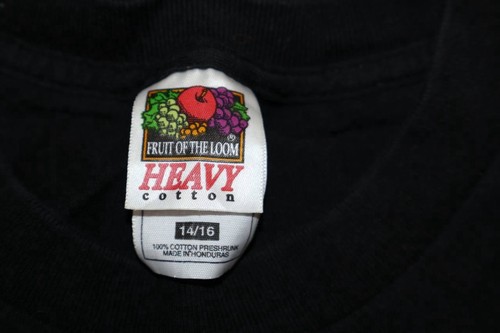 ®
FRUIT OF THE LOOM
HEAVY
cotton
14/16
100% COTTON PRESHRUNK
MADE IN HONDURAS